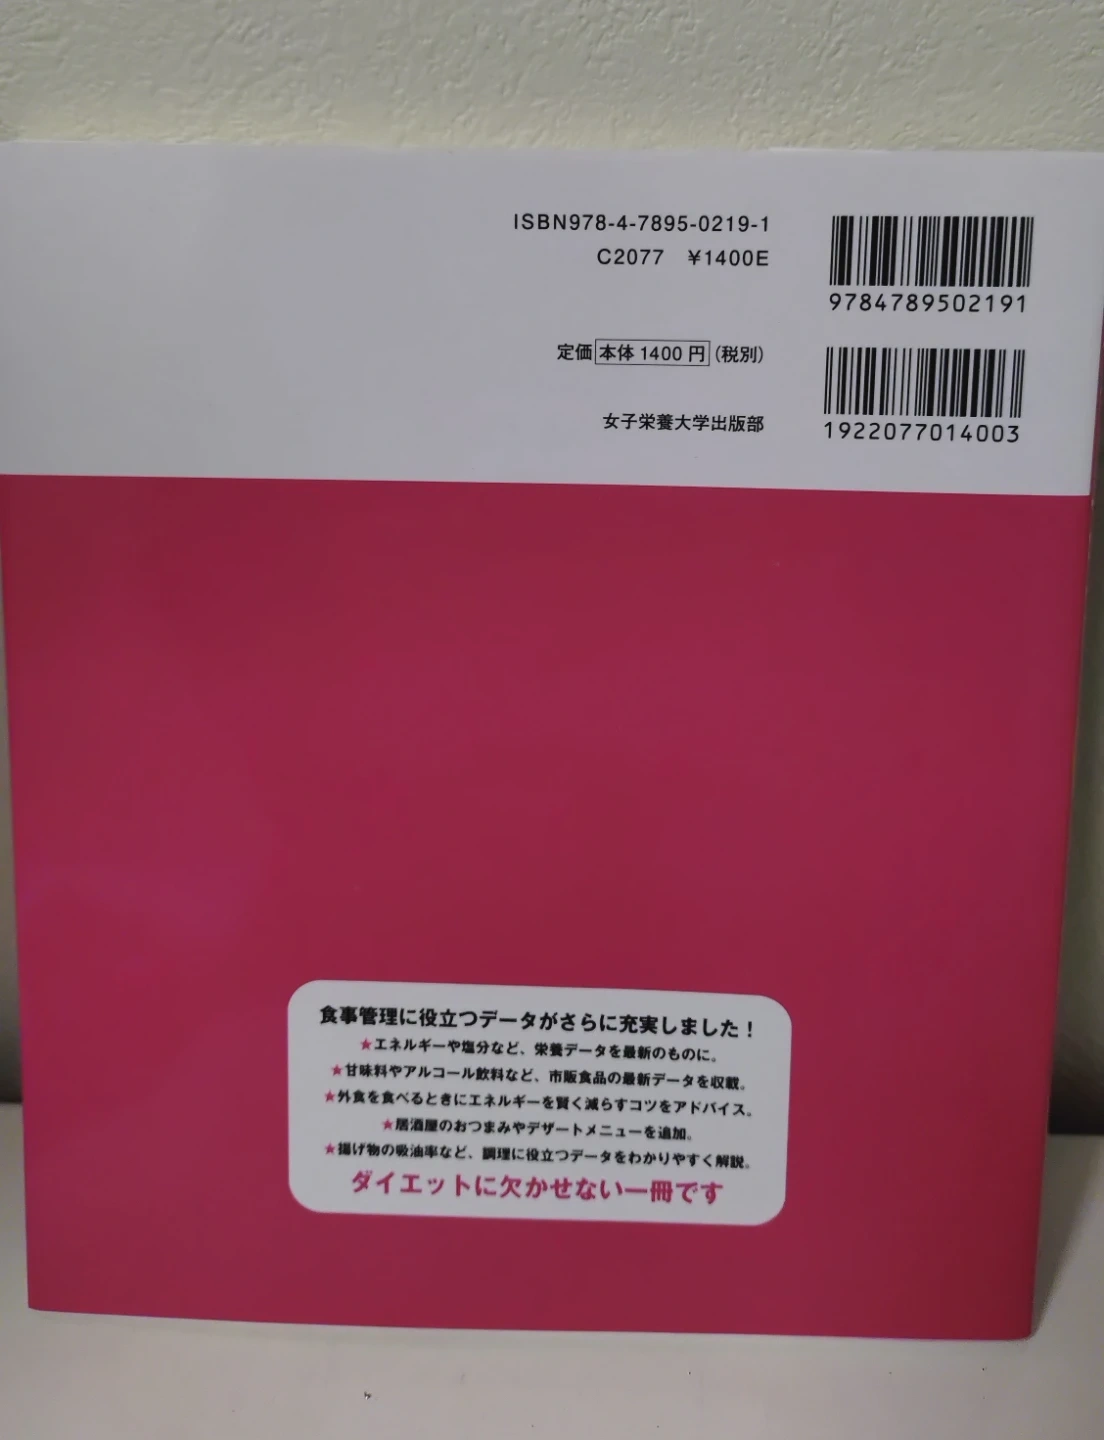 ISBN978-4-7895-0219-1
C2077 ¥1400E
9784789502191
定価 本体 1400 円 (税別)
女子栄養大学出版部
1922077014003
食事管理に役立つデータがさらに充実しました！
★エネルギーや塩分など、栄養データを最新のものに。
★甘味料やアルコール飲料など、市販食品の最新データを収載。
★外食を食べるときにエネルギーを賢く減らすコツをアドバイス。
★居酒屋のおつまみやデザートメニューを追加。
★揚げ物の吸油率など、調理に役立つデータをわかりやすく解説。
ダイエットに欠かせない一冊です